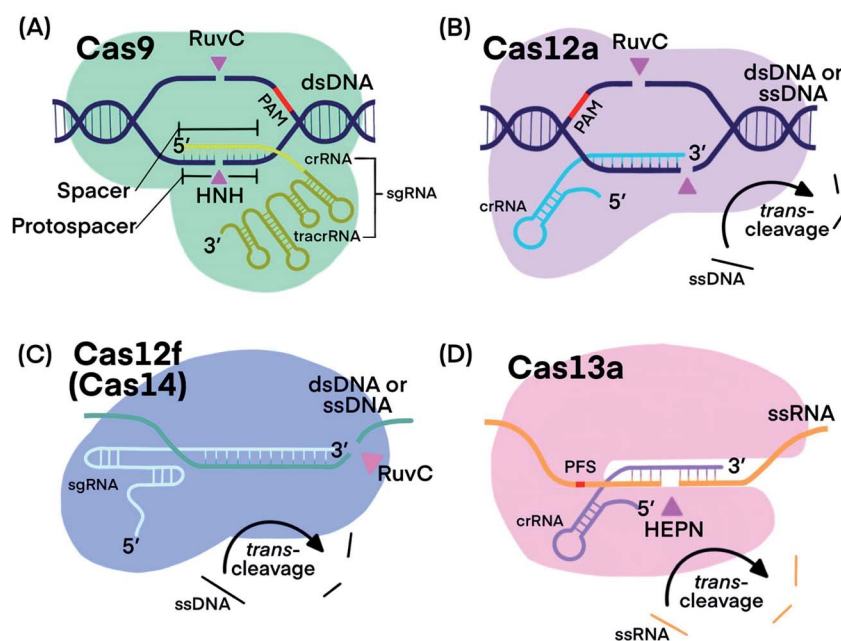 (A)
Cas9
RuvC
dsDNA
PAM
5′
crRNA
Spacer
HNH
sgRNA
Protospacer
tracrRNA
3′
(B)
Cas12a
RuvC
dsDNA or
ssDNA
PAM
3′
crRNA
5′
trans-
cleavage
ssDNA
(C)
Cas12f
(Cas14)
dsDNA or
ssDNA
3′
RuvC
sgRNA
5′
trans-
cleavage
ssDNA
(D)
Cas13a
ssRNA
PFS
3′
5′
crRNA
HEPN
trans-
cleavage
ssRNA